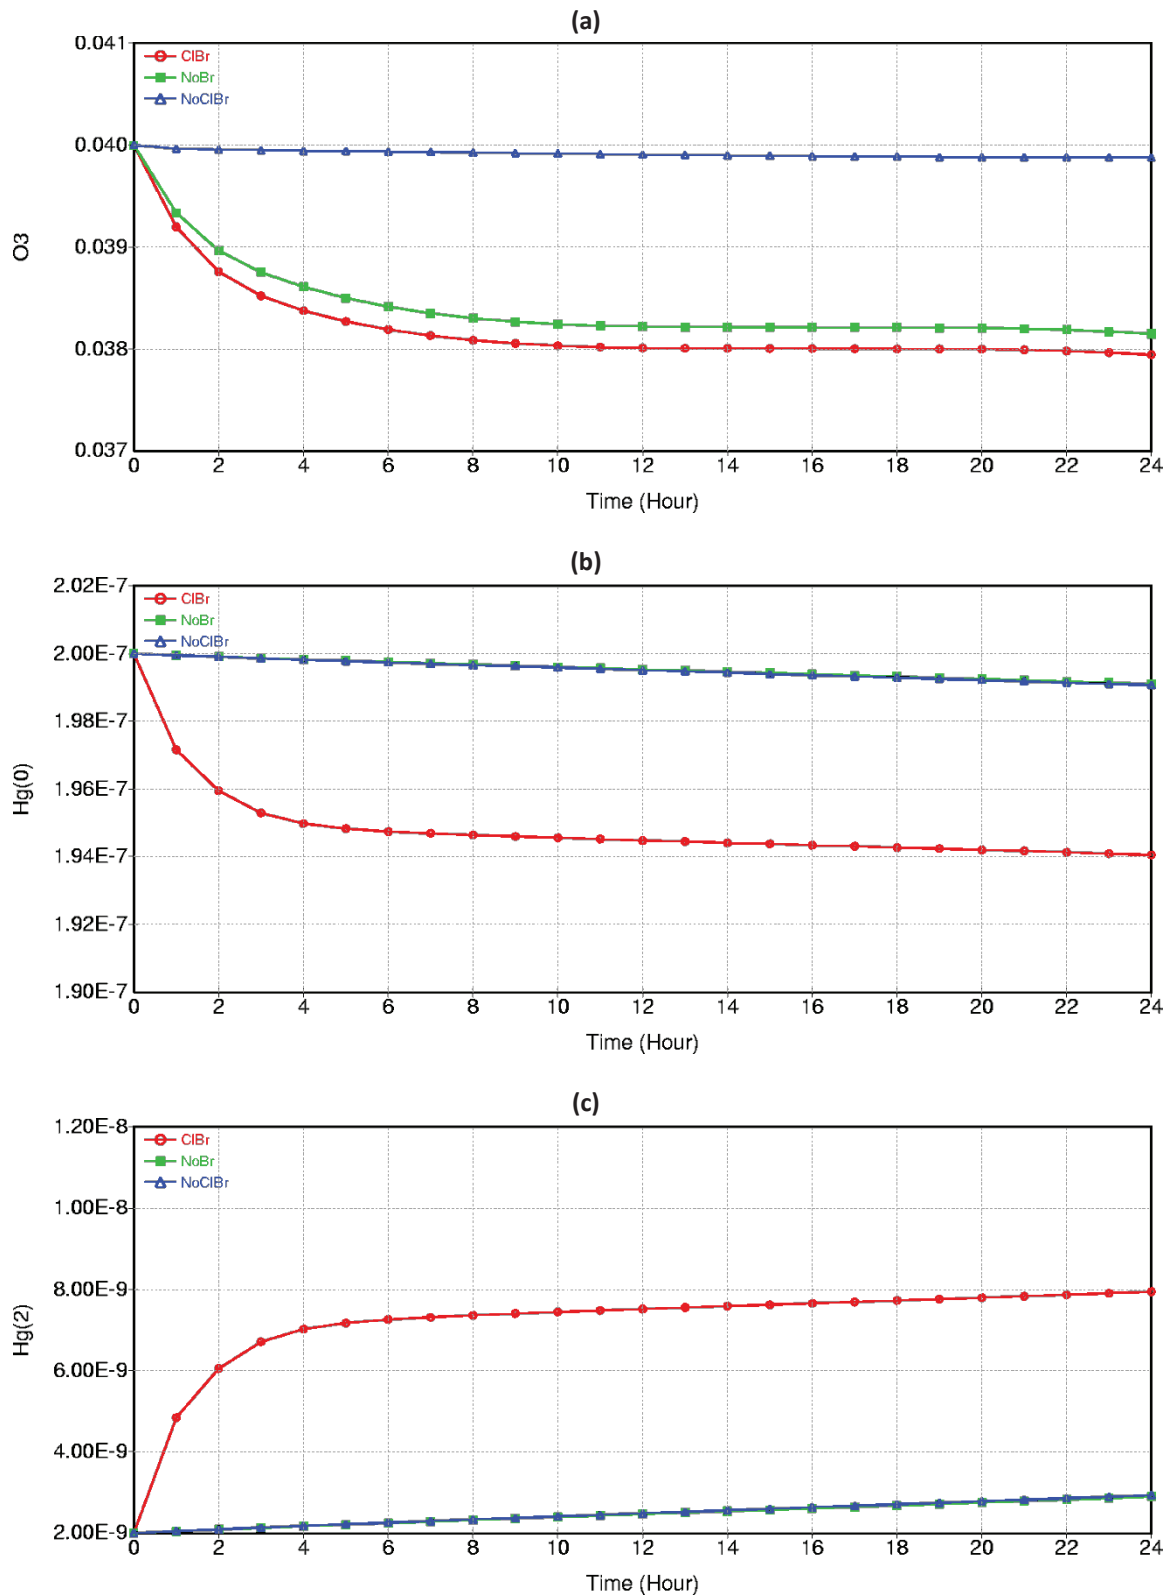 (a)
0.041
ClBr
NoBr
NoClBr
0.040
0.039
0.038
0.037
O3
0 2 4 6 8 10 12 14 16 18 20 22 24
Time (Hour)
(b)
2.02E-7
ClBr
NoBr
NoClBr
2.00E-7
1.98E-7
1.96E-7
1.94E-7
1.92E-7
1.90E-7
Hg(0)
0 2 4 6 8 10 12 14 16 18 20 22 24
Time (Hour)
(c)
1.20E-8
ClBr
NoBr
NoClBr
1.00E-8
8.00E-9
6.00E-9
4.00E-9
2.00E-9
Hg(2)
0 2 4 6 8 10 12 14 16 18 20 22 24
Time (Hour)